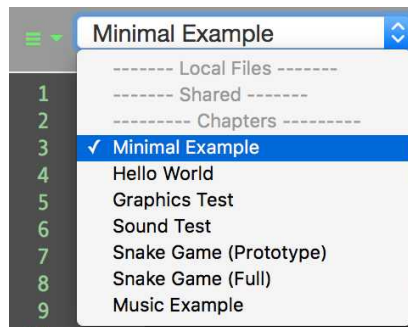 Minimal Example
------- Local Files -------
------- Shared -------
--------- Chapters ---------
✓ Minimal Example
Hello World
Graphics Test
Sound Test
Snake Game (Prototype)
Snake Game (Full)
Music Example
1
2
3
4
5
6
7
8
9